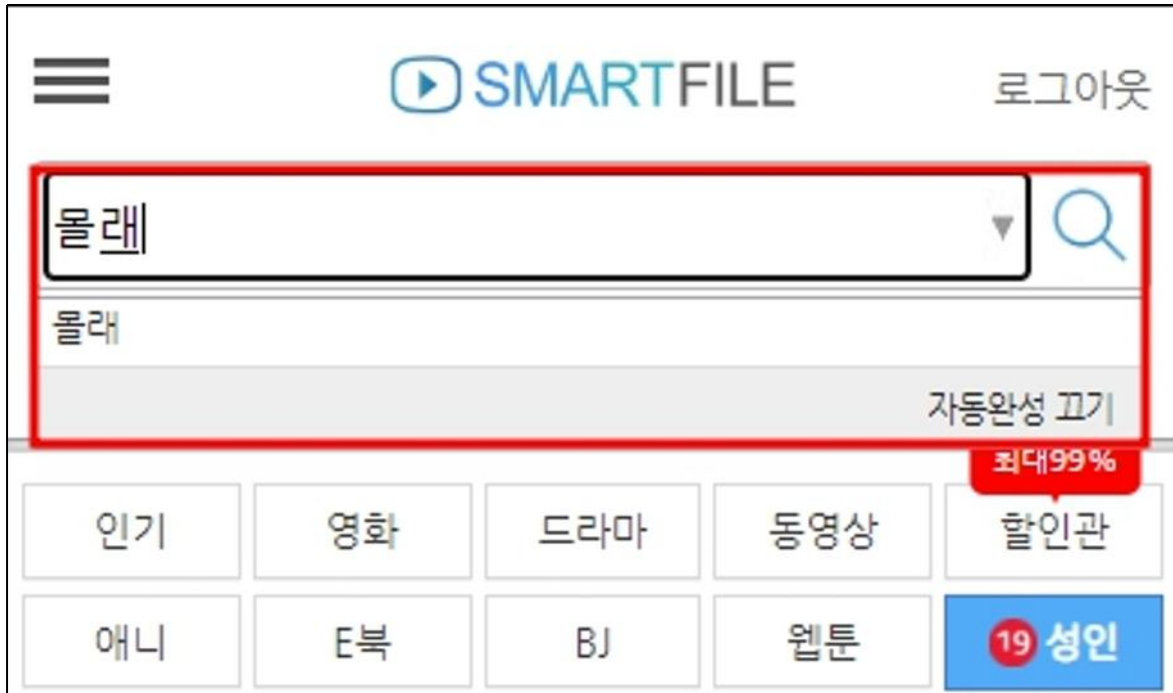 SMARTFILE 로그아웃
몰래
몰래
자동완성 끄기
최대99%
인기 영화 드라마 동영상 할인관
애니 E북 BJ 웹툰 19 성인